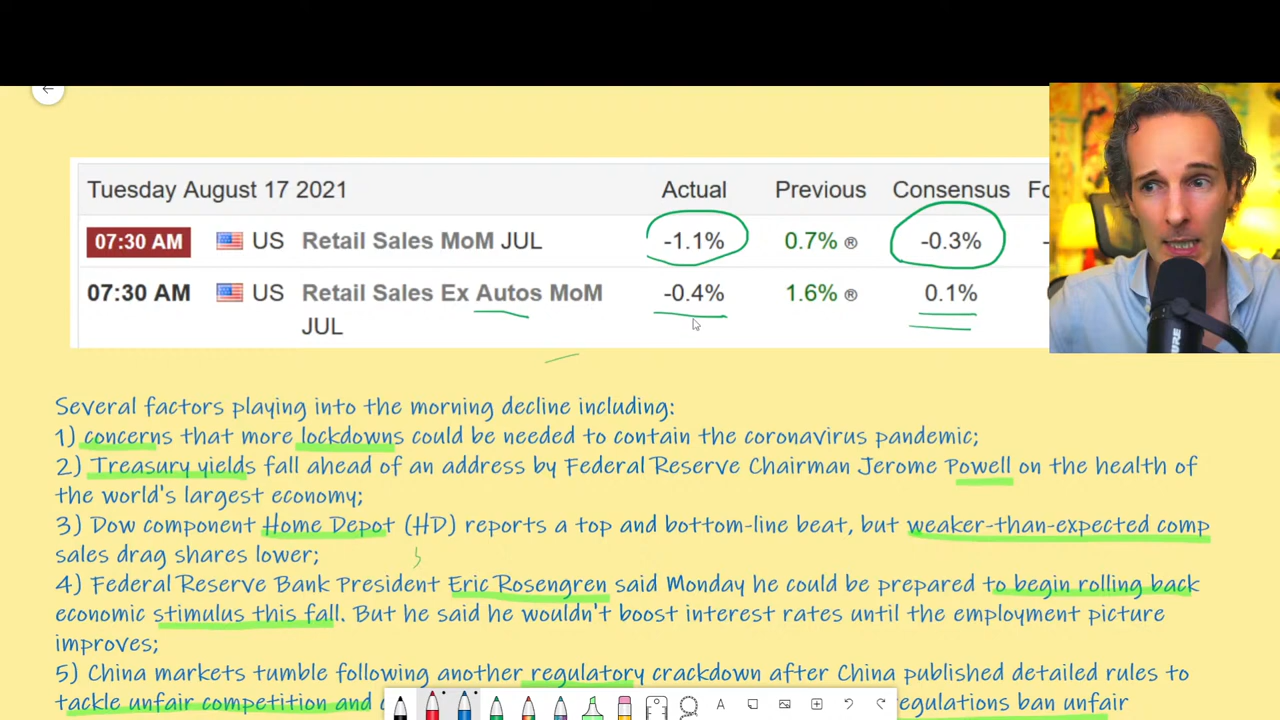 Tuesday August 17 2021 Actual Previous Consensus Fo
07:30 AM US Retail Sales MoM JUL -1.1% 0.7% ® -0.3%
07:30 AM US Retail Sales Ex Autos MoM -0.4% 1.6% ® 0.1%
JUL
Several factors playing into the morning decline including:
1) concerns that more lockdowns could be needed to contain the coronavirus pandemic;
2) Treasury yields fall ahead of an address by Federal Reserve Chairman Jerome Powell on the health of
the world's largest economy;
3) Dow component Home Depot (HD) reports a top and bottom-line beat, but weaker-than-expected comp
sales drag shares lower;
4) Federal Reserve Bank President Eric Rosengren said Monday he could be prepared to begin rolling back
economic stimulus this fall. But he said he wouldn't boost interest rates until the employment picture
improves;
5) China markets tumble following another regulatory crackdown after China published detailed rules to
tackle unfair competition and egulations ban unfair